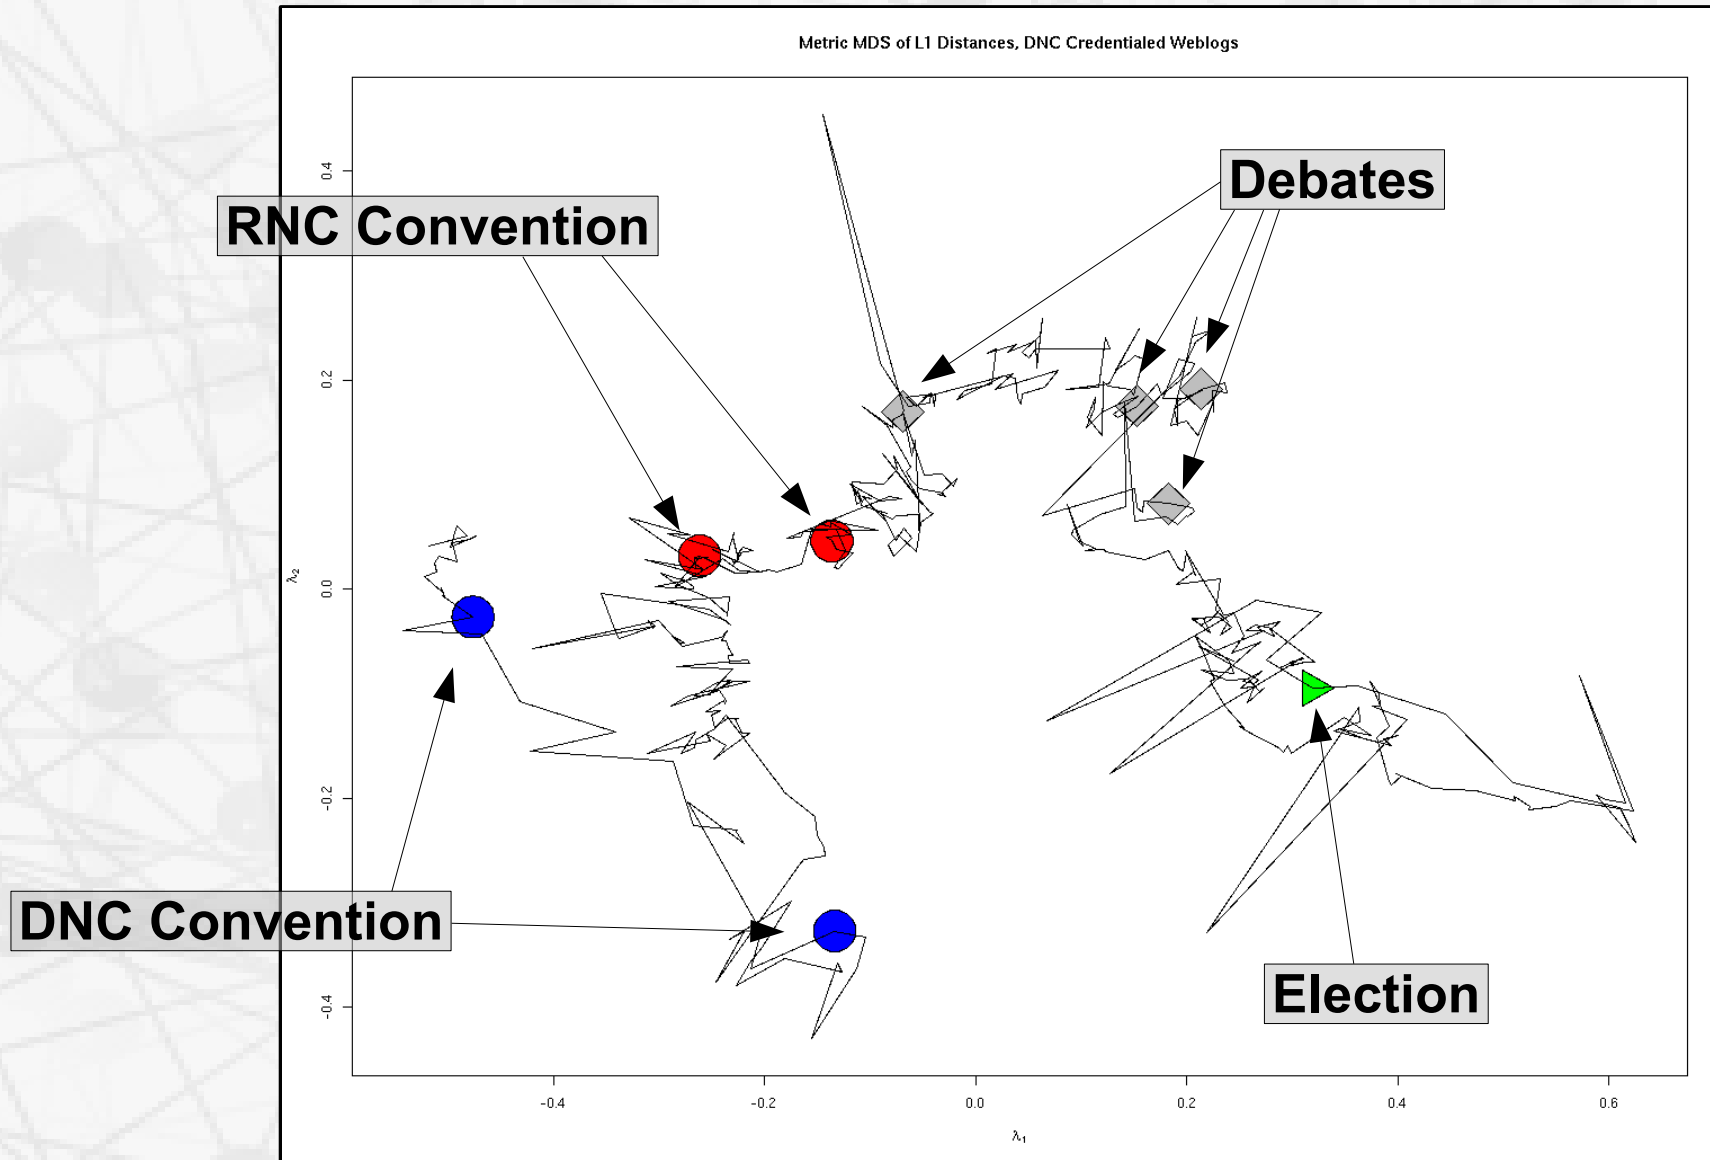 Metric MDS of L1 Distances, DNC Credentialed Weblogs
Debates
RNC Convention
DNC Convention
Election
0.4
0.2
0.0
-0.2
-0.4
λ2
-0.4
-0.2
0.0
0.2
0.4
0.6
λ1